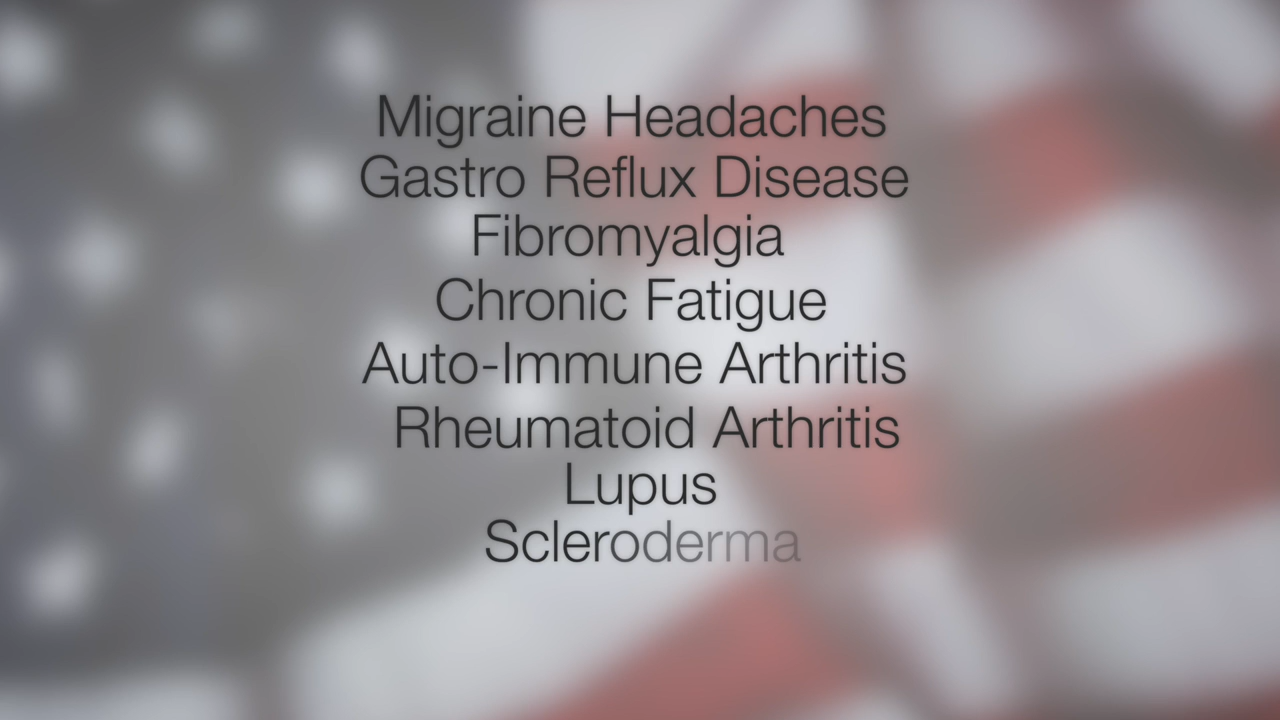 Migraine Headaches
Gastro Reflux Disease
Fibromyalgia
Chronic Fatigue
Auto-Immune Arthritis
Rheumatoid Arthritis
Lupus
Scleroderma